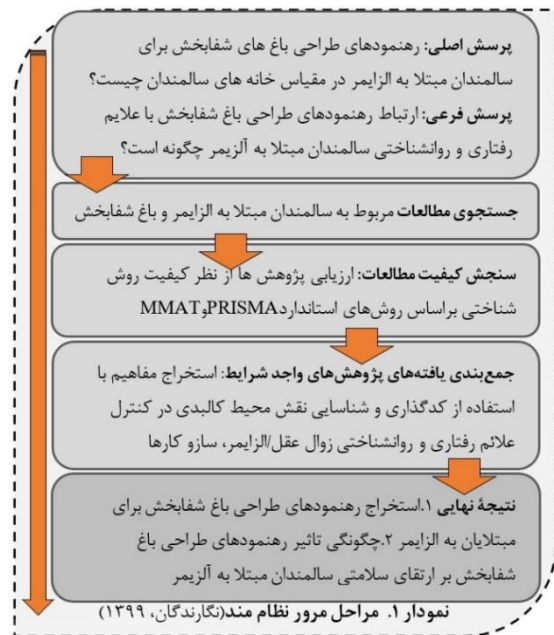 پرسش اصلی: رهنمودهای طراحی باغ های شفابخش برای
سالمندان مبتلا به الزایمر در مقیاس خانه های سالمندان چیست؟
پرسش فرعی: ارتباط رهنمودهای طراحی باغ شفابخش با علایم
رفتاری و روانشناختی سالمندان مبتلا به آلزیمر چگونه است؟
جستجوی مطالعات مربوط به سالمندان مبتلا به الزایمر و باغ شفابخش
سنجش کیفیت مطالعات: ارزیابی پژوهش ها از نظر کیفیت روش
شناختی براساس روش‌های استانداردPRISMAوMMAT
جمع‌بندی یافته‌های پژوهش‌های واجد شرایط: استخراج مفاهیم با
استفاده از کدگذاری و شناسایی نقش محیط کالبدی در کنترل
علائم رفتاری و روانشناختی زوال عقل/الزایمر، سازو کارها
نتیجهٔ نهایی ۱.استخراج رهنمودهای طراحی باغ شفابخش برای
مبتلایان به الزایمر ۲.چگونگی تاثیر رهنمودهای طراحی باغ
شفابخش بر ارتقای سلامتی سالمندان مبتلا به آلزیمر
نمودار ۱. مراحل مرور نظام مند(نگارندگان، ۱۳۹۹)